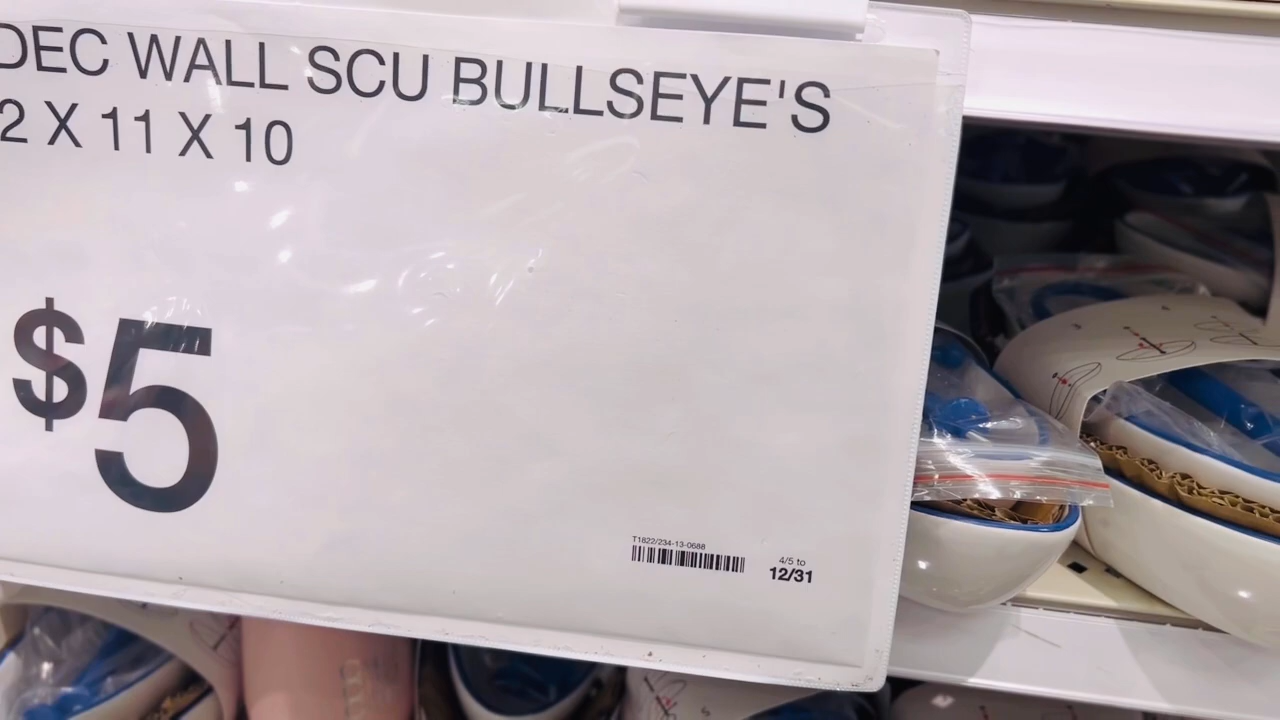 DEC WALL SCU BULLSEYE'S
2 X 11 X 10
$5
T1822/234-13-0688
4/5 to
12/31